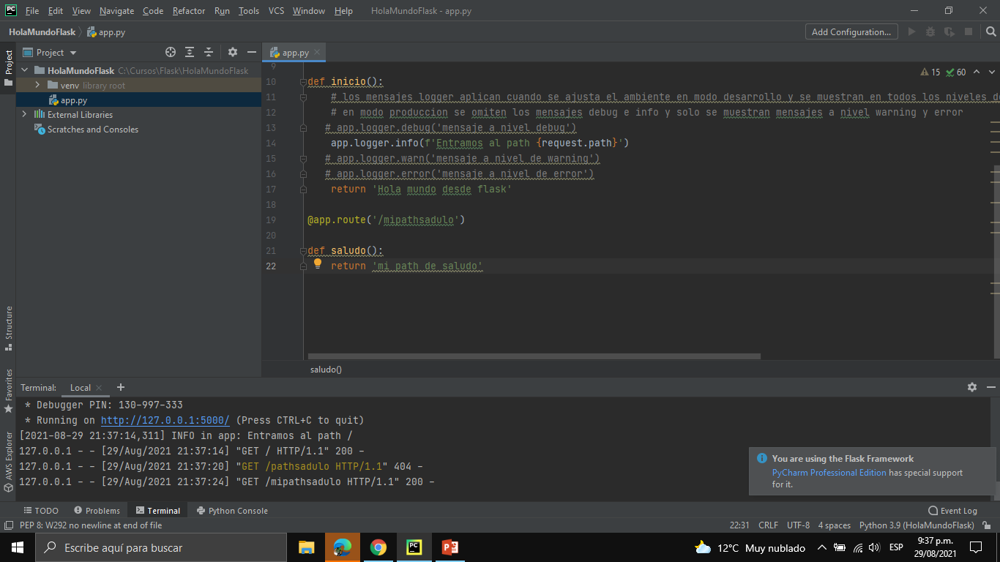 PC File Edit View Navigate Code Refactor Run Tools VCS Window Help HolaMundoFlask - app.py
HolaMundoFlask app.py Add Configuration...
Project
Project
app.py
HolaMundoFlask C:\Cursos\Flask\HolaMundoFlask
venv library root
app.py
External Libraries
Scratches and Consoles
15 60
9
10 def inicio():
11 # los mensajes logger aplican cuando se ajusta el ambiente en modo desarrollo y se muestran en todos los niveles
12 # en modo produccion se omiten los mensajes debug e info y solo se muestran mensajes a nivel warning y error
13 # app.logger.debug('mensaje a nivel debug')
14 app.logger.info(f'Entramos al path {request.path}')
15 # app.logger.warn('mensaje a nivel de warning')
16 # app.logger.error('mensaje a nivel de error')
17 return 'Hola mundo desde flask'
18
19 @app.route('/mipathsadulo')
20
21 def saludo():
22 return 'mi path de saludo'
saludo()
Structure
Favorites
AWS Explorer
Terminal: Local
* Debugger PIN: 130-997-333
* Running on http://127.0.0.1:5000/ (Press CTRL+C to quit)
[2021-08-29 21:37:14,311] INFO in app: Entramos al path /
127.0.0.1 - - [29/Aug/2021 21:37:14] "GET / HTTP/1.1" 200 -
127.0.0.1 - - [29/Aug/2021 21:37:20] "GET /pathsadulo HTTP/1.1" 404 -
127.0.0.1 - - [29/Aug/2021 21:37:24] "GET /mipathsadulo HTTP/1.1" 200 -
You are using the Flask Framework
PyCharm Professional Edition has special support
for it.
TODO Problems Terminal Python Console Event Log
PEP 8: W292 no newline at end of file 22:31 CRLF UTF-8 4 spaces Python 3.9 (HolaMundoFlask)
Escribe aquí para buscar
PC
12°C Muy nublado
ESP
9:37 p.m.
29/08/2021